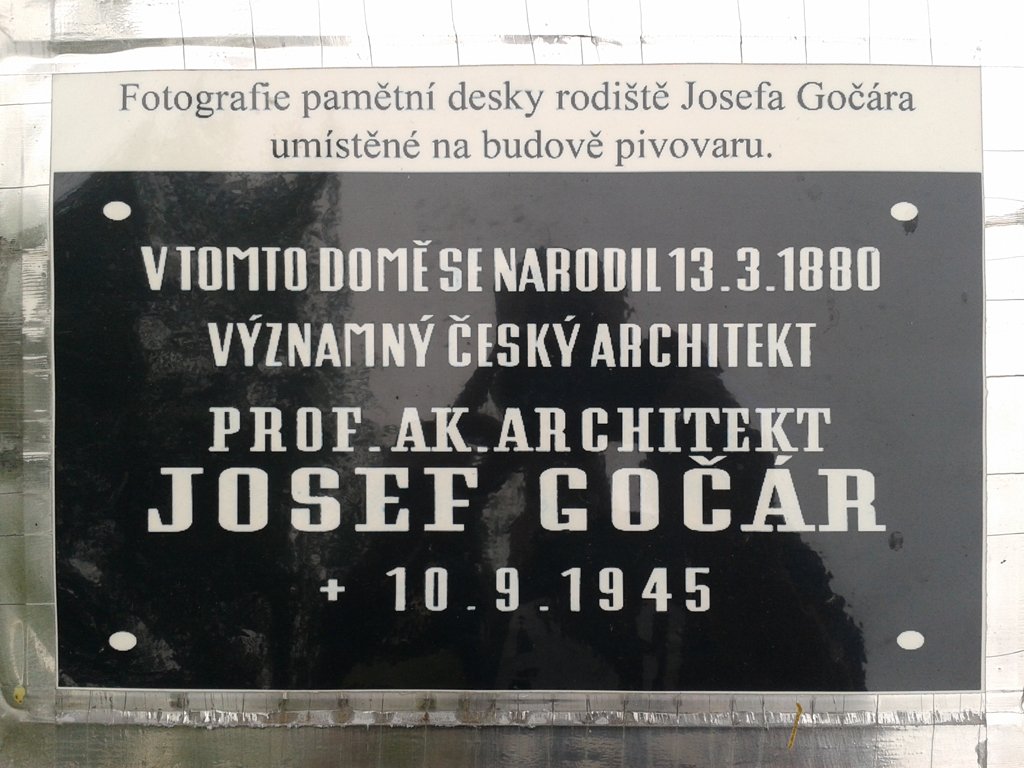 Fotografie pamětní desky rodiště Josefa Gočára
umístěné na budově pivovaru.
V TOMTO DOMĚ SE NARODIL 13.3.1880
VÝZNAMNÝ ČESKÝ ARCHITEKT
PROF. AK. ARCHITEKT
JOSEF GOČÁR
+ 10.9.1945